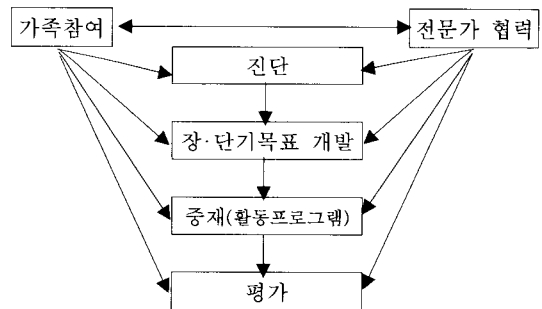 가족참여
전문가 협력
진단
장·단기목표 개발
중재(활동프로그램)
평가